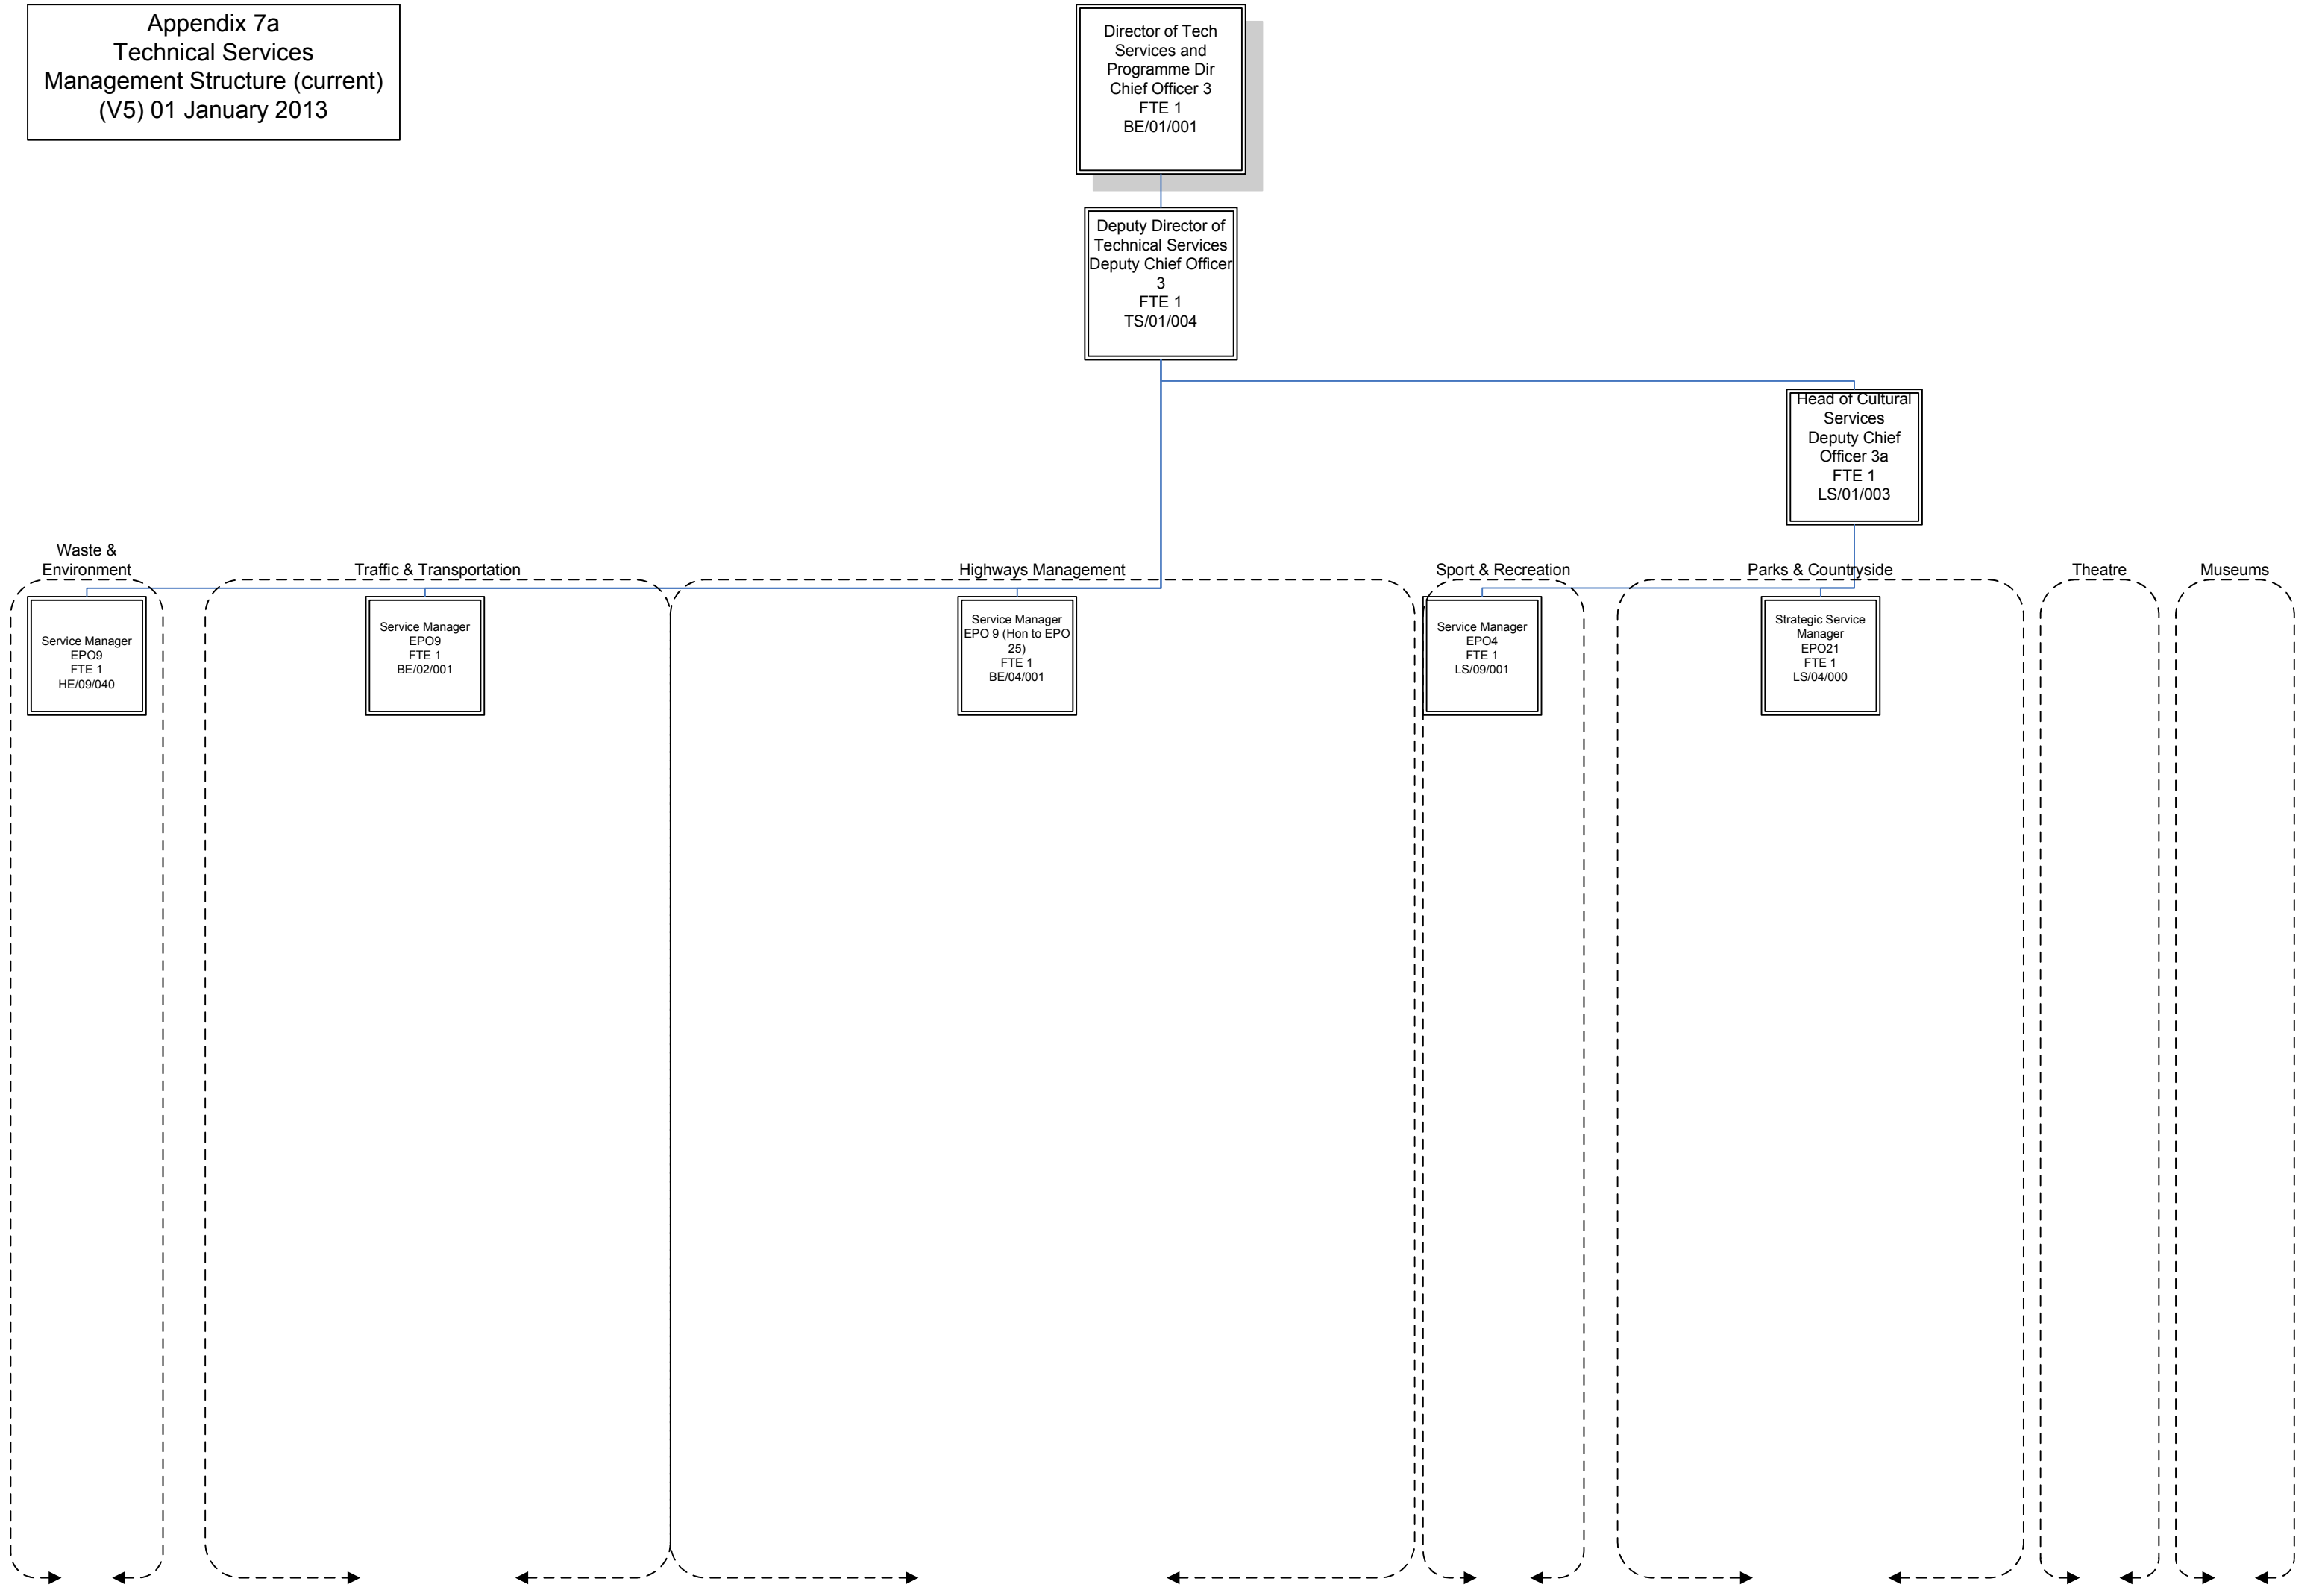 Appendix 7a
Technical Services
Management Structure (current)
(V5) 01 January 2013
Director of Tech
Services and
Programme Dir
Chief Officer 3
FTE 1
BE/01/001
Deputy Director of
Technical Services
Deputy Chief Officer
3
FTE 1
TS/01/004
Head of Cultural
Services
Deputy Chief
Officer 3a
FTE 1
LS/01/003
Waste &
Environment
Traffic & Transportation
Highways Management
Sport & Recreation
Parks & Countryside
Theatre
Museums
Service Manager
EPO9
FTE 1
HE/09/040
Service Manager
EPO9
FTE 1
BE/02/001
Service Manager
EPO 9 (Hon to EPO
25)
FTE 1
BE/04/001
Service Manager
EPO4
FTE 1
LS/09/001
Strategic Service
Manager
EPO21
FTE 1
LS/04/000